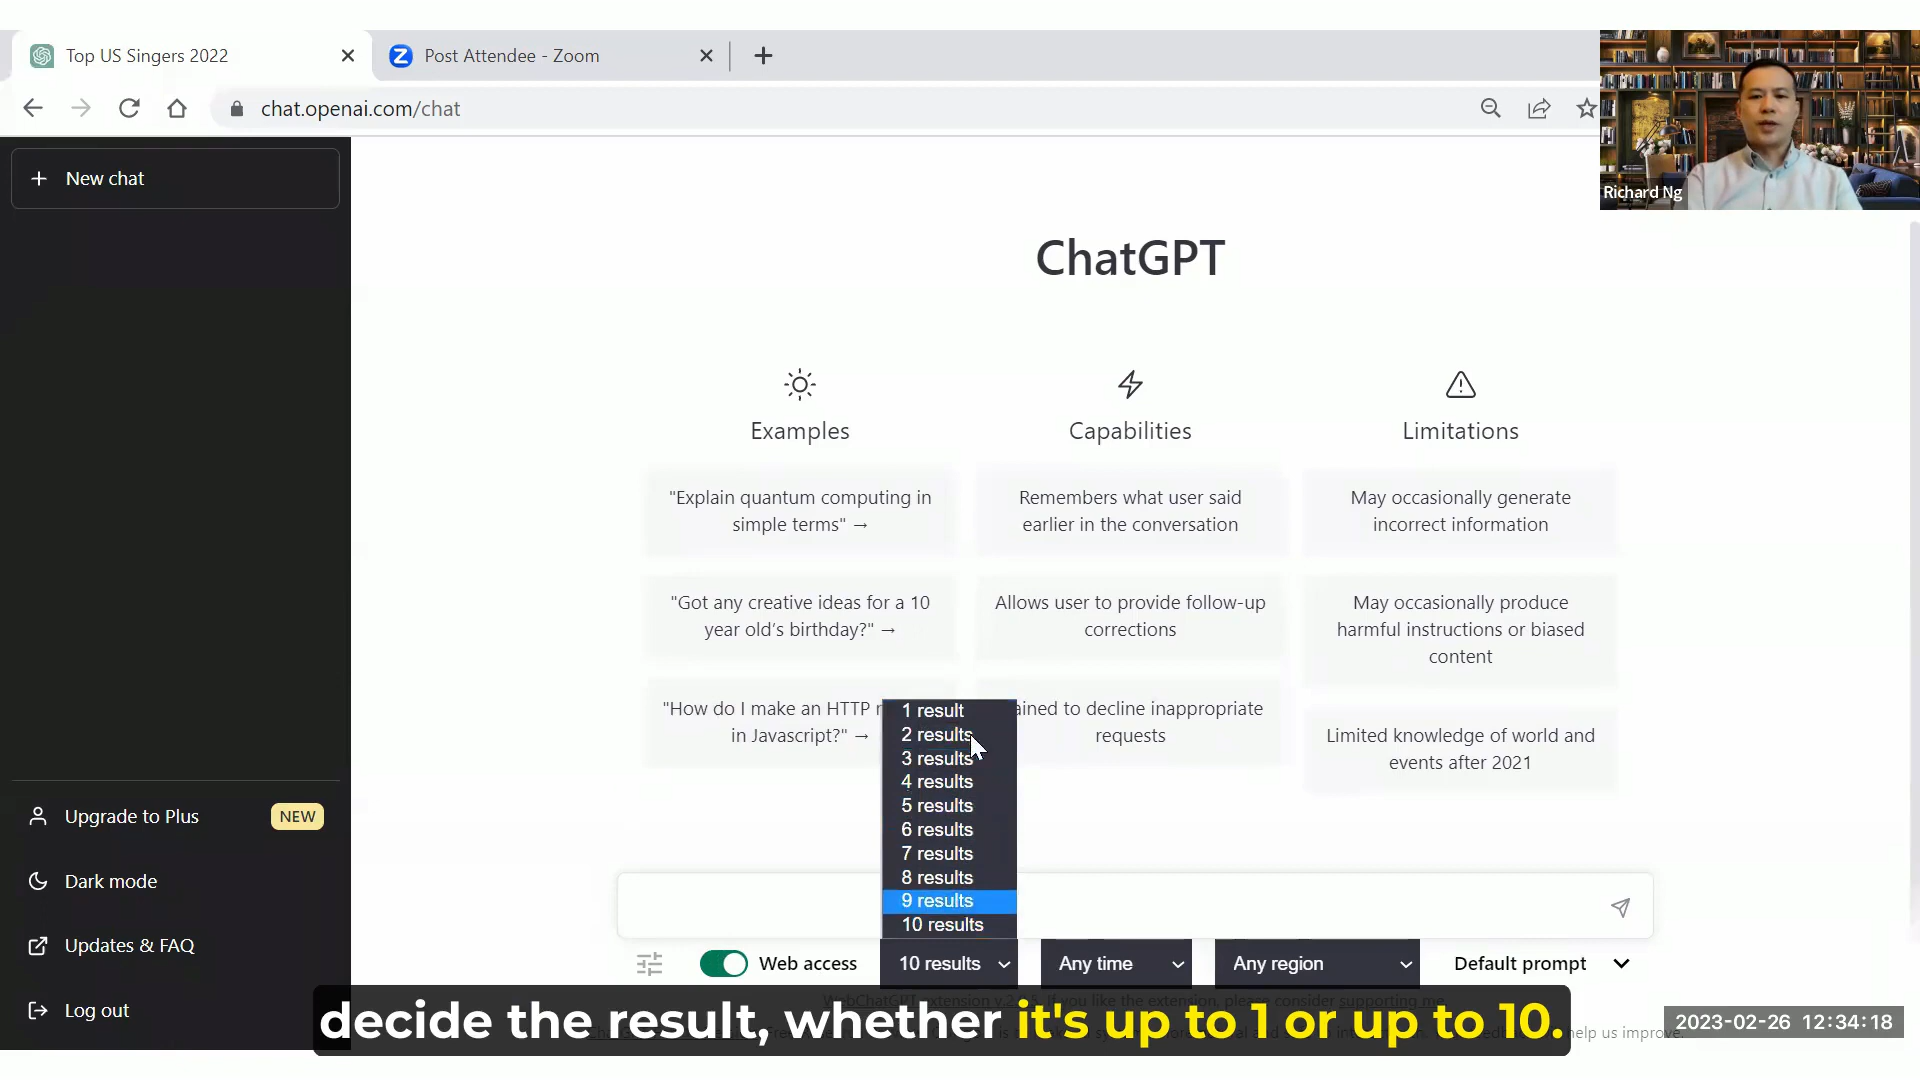 Top US Singers 2022
Post Attendee - Zoom
chat.openai.com/chat
Richard Ng
New chat
ChatGPT
Examples
Capabilities
Limitations
"Explain quantum computing in
simple terms" →
Remembers what user said
earlier in the conversation
May occasionally generate
incorrect information
"Got any creative ideas for a 10
year old's birthday?" →
Allows user to provide follow-up
corrections
May occasionally produce
harmful instructions or biased
content
"How do I make an HTTP
in Javascript?" →
ained to decline inappropriate
requests
Limited knowledge of world and
events after 2021
1 result
2 results
3 results
4 results
5 results
6 results
7 results
8 results
9 results
10 results
Upgrade to Plus
NEW
Dark mode
Updates & FAQ
Log out
Web access
10 results
Any time
Any region
Default prompt
decide the result, whether it's up to 1 or up to 10.
help us improve
2023-02-26 12:34:18